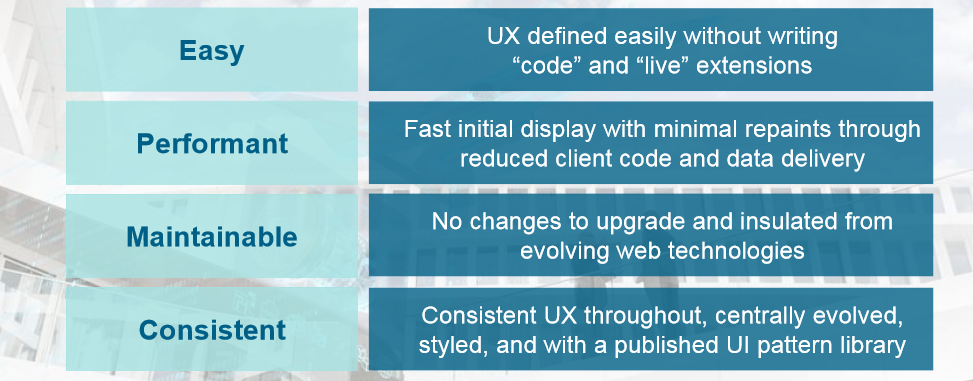 Easy
UX defined easily without writing
“code” and “live” extensions
Performant
Fast initial display with minimal repaints through
reduced client code and data delivery
Maintainable
No changes to upgrade and insulated from
evolving web technologies
Consistent
Consistent UX throughout, centrally evolved,
styled, and with a published UI pattern library